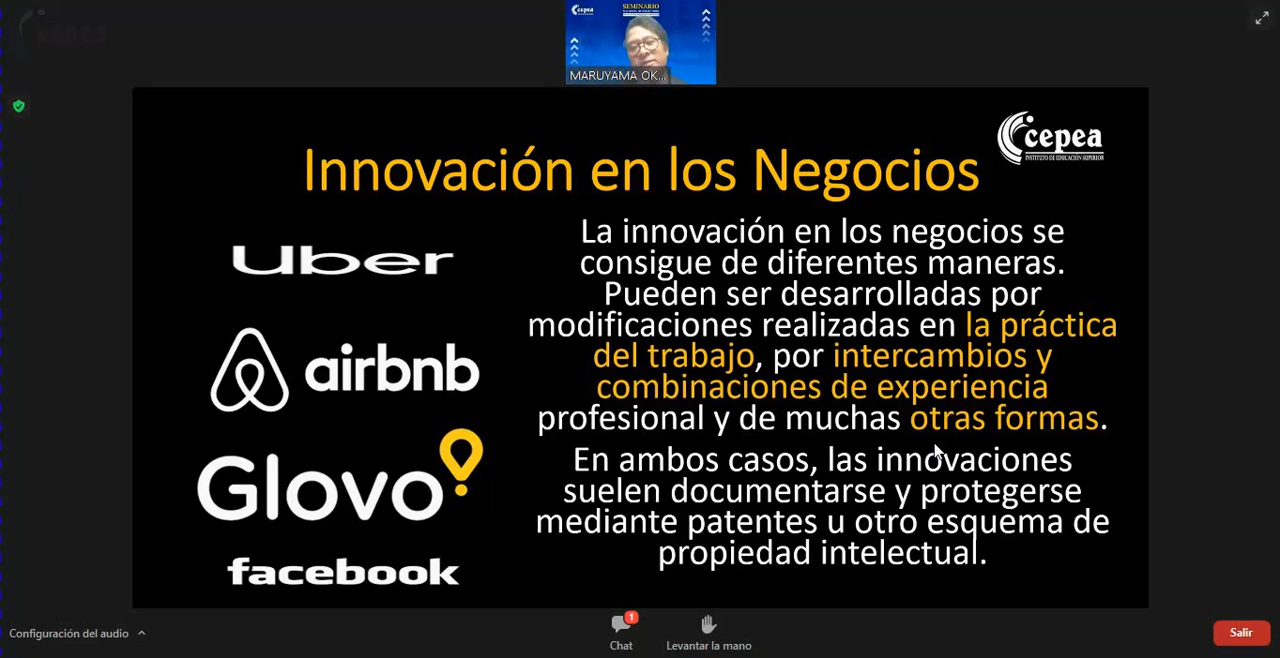 cepea
SEMINARIO
MARUYAMA OK...
cepea
INSTITUTO DE EDUCACIÓN SUPERIOR
Innovación en los Negocios
Uber
airbnb
Glovo
facebook
La innovación en los negocios se
consigue de diferentes maneras.
Pueden ser desarrolladas por
modificaciones realizadas en la práctica
del trabajo, por intercambios y
combinaciones de experiencia
profesional y de muchas otras formas.
En ambos casos, las innovaciones
suelen documentarse y protegerse
mediante patentes u otro esquema de
propiedad intelectual.
Configuración del audio
1
Chat
Levantar la mano
Salir